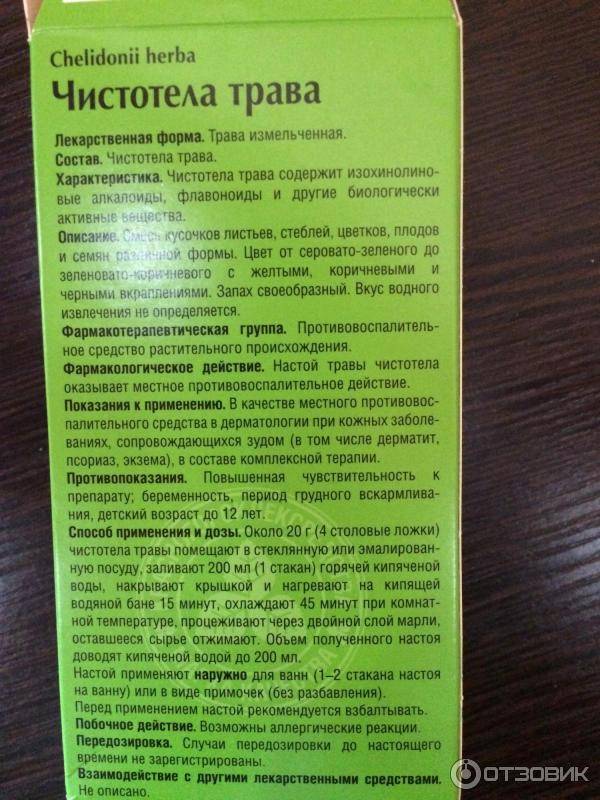 Chelidonii herba
Чистотела трава
Лекарственная форма. Трава измельченная.
Состав. Чистотела трава.
Характеристика. Чистотела трава содержит изохинолино-
вые алкалоиды, флавоноиды и другие биологически
активные вещества.
Описание. Смесь кусочков листьев, стеблей, цветков, плодов
и семян различной формы. Цвет от серовато-зеленого до
зеленовато-коричневого с желтыми, коричневыми и
черными вкраплениями. Запах своеобразный. Вкус водного
извлечения не определяется.
Фармакотерапевтическая группа. Противовоспалитель-
ное средство растительного происхождения.
Фармакологическое действие. Настой травы чистотела
оказывает местное противовоспалительное действие.
Показания к применению. В качестве местного противовос-
палительного средства в дерматологии при кожных заболе-
ваниях, сопровождающихся зудом (в том числе дерматит,
псориаз, экзема), в составе комплексной терапии.
Противопоказания. Повышенная чувствительность к
препарату; беременность, период грудного вскармлива-
ния, детский возраст до 12 лет.
Способ применения и дозы. Около 20 г (4 столовые ложки)
чистотела травы помещают в стеклянную или эмалирован-
ную посуду, заливают 200 мл (1 стакан) горячей кипяченой
воды, накрывают крышкой и нагревают на кипящей
водяной бане 15 минут, охлаждают 45 минут при комнат-
ной температуре, процеживают через двойной слой марли,
оставшееся сырье отжимают. Объем полученного настоя
доводят кипяченой водой до 200 мл.
Настой применяют наружно для ванн (1–2 стакана настоя
на ванну) или в виде примочек (без разбавления).
Перед применением настой рекомендуется взбалтывать.
Побочное действие. Возможны аллергические реакции.
Передозировка. Случаи передозировки до настоящего
времени не зарегистрированы.
Взаимодействие с другими лекарственными средствами.
Не описано.
ОТЗОВИК